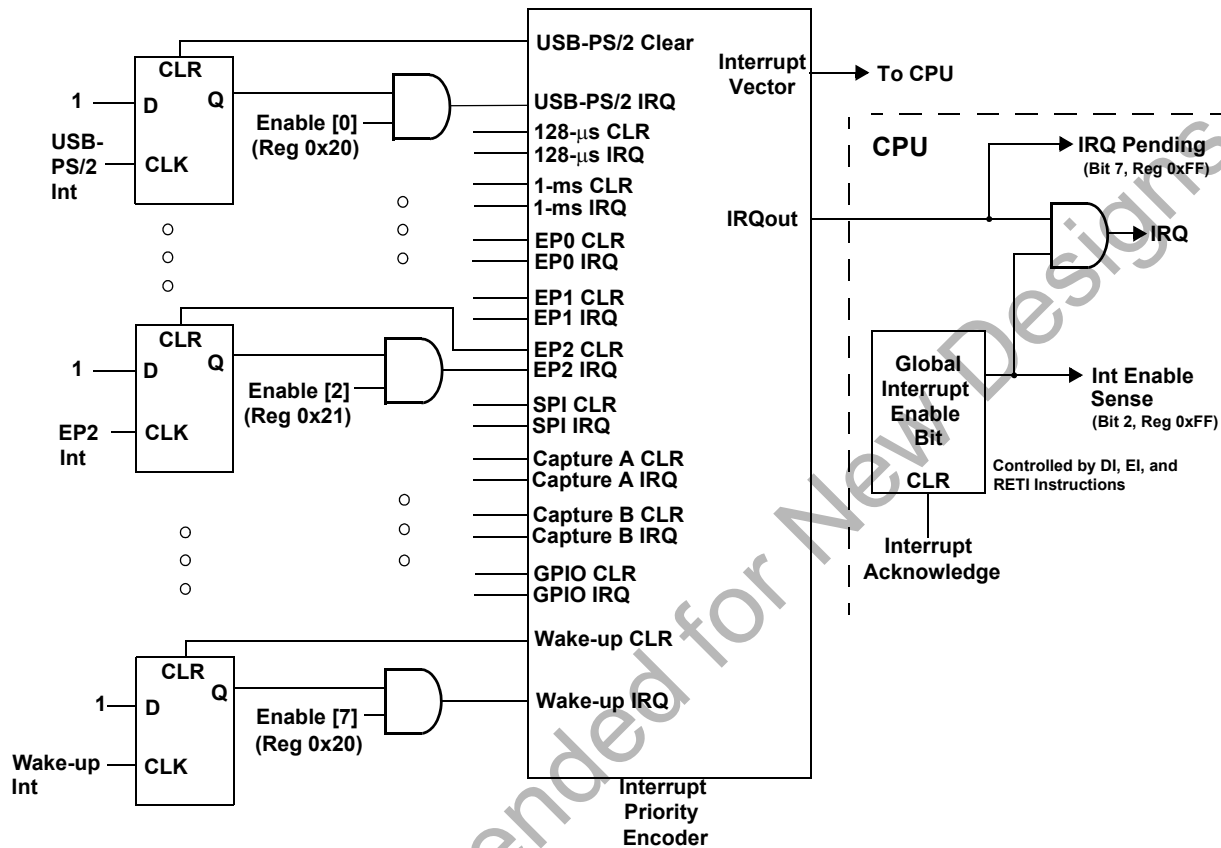 CLR
D
Q
CLK
1
USB-
PS/2
Int
Enable [0]
(Reg 0x20)
CLR
D
Q
CLK
1
EP2
Int
Enable [2]
(Reg 0x21)
CLR
D
Q
CLK
1
Wake-up
Int
Enable [7]
(Reg 0x20)
USB-PS/2 Clear
USB-PS/2 IRQ
128-μs CLR
128-μs IRQ
1-ms CLR
1-ms IRQ
EP0 CLR
EP0 IRQ
EP1 CLR
EP1 IRQ
EP2 CLR
EP2 IRQ
SPI CLR
SPI IRQ
Capture A CLR
Capture A IRQ
Capture B CLR
Capture B IRQ
GPIO CLR
GPIO IRQ
Wake-up CLR
Wake-up IRQ
Interrupt
Vector
IRQout
Interrupt
Priority
Encoder
To CPU
CPU
IRQ Pending
(Bit 7, Reg 0xFF)
IRQ
Global
Interrupt
Enable
Bit
CLR
Int Enable
Sense
(Bit 2, Reg 0xFF)
Controlled by DI, EI, and
RETI Instructions
Interrupt
Acknowledge
ended for New Designs